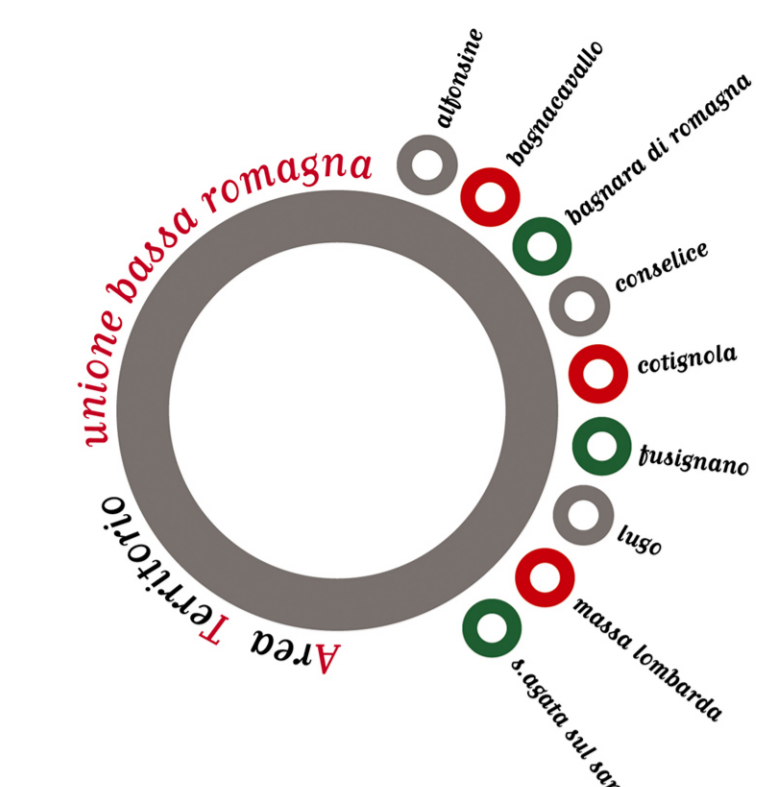 unione bassa romagna
Area Territorio
alfonsine
bagnacavallo
bagnara di romagna
conselice
cotignola
fusignano
lugo
massa lombarda
s.agata sul